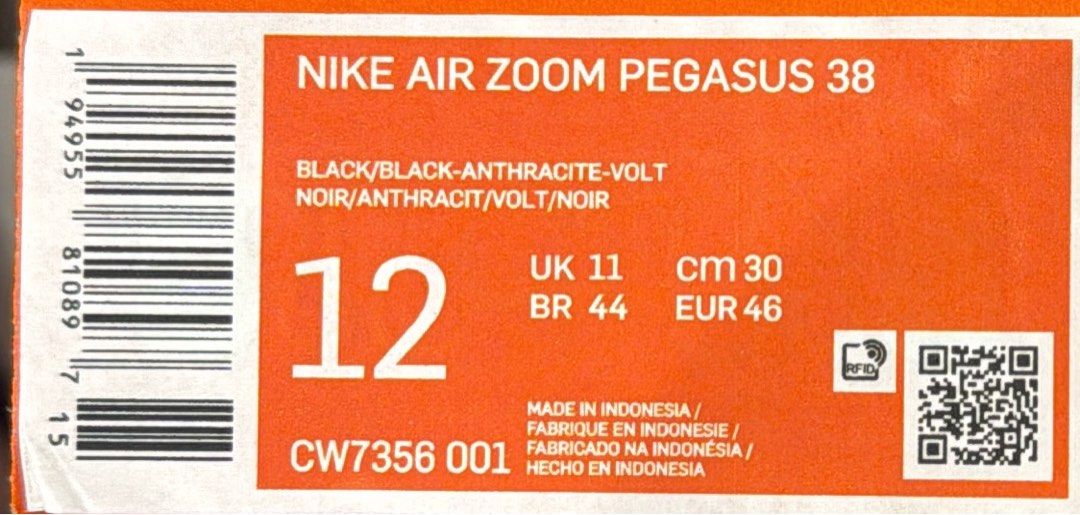 NIKE AIR ZOOM PEGASUS 38
BLACK/BLACK-ANTHRACITE-VOLT
NOIR/ANTHRACIT/VOLT/NOIR
12
UK 11 cm 30
BR 44 EUR 46
RFID
MADE IN INDONESIA /
FABRIQUE EN INDONESIE /
FABRICADO NA INDONÉSIA /
HECHO EN INDONESIA
CW7356 001
1 94955 81089 7 15